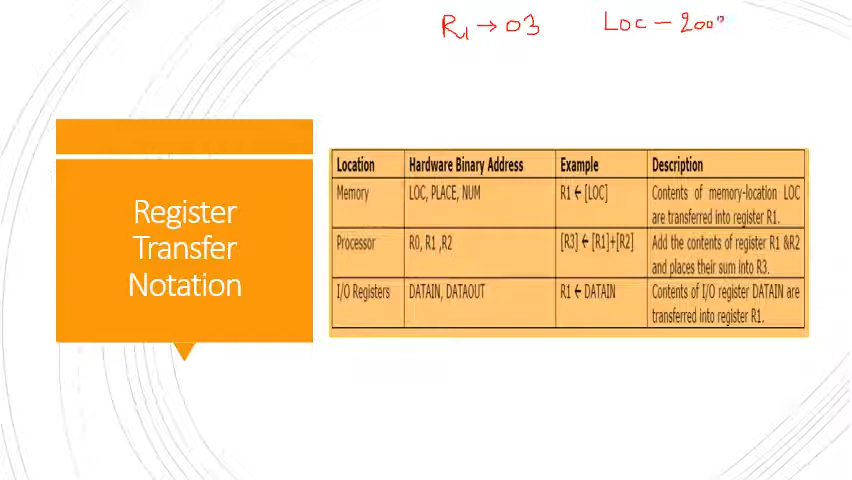 R1 → 03 LOC – 200
Register
Transfer
Notation
Location Hardware Binary Address Example Description
Memory LOC, PLACE, NUM R1 ← [LOC] Contents of memory-location LOC
are transferred into register R1.
Processor R0, R1 ,R2 [R3] ← [R1]+[R2] Add the contents of register R1 &R2
and places their sum into R3.
I/O Registers DATAIN, DATAOUT R1 ← DATAIN Contents of I/O register DATAIN are
transferred into register R1.